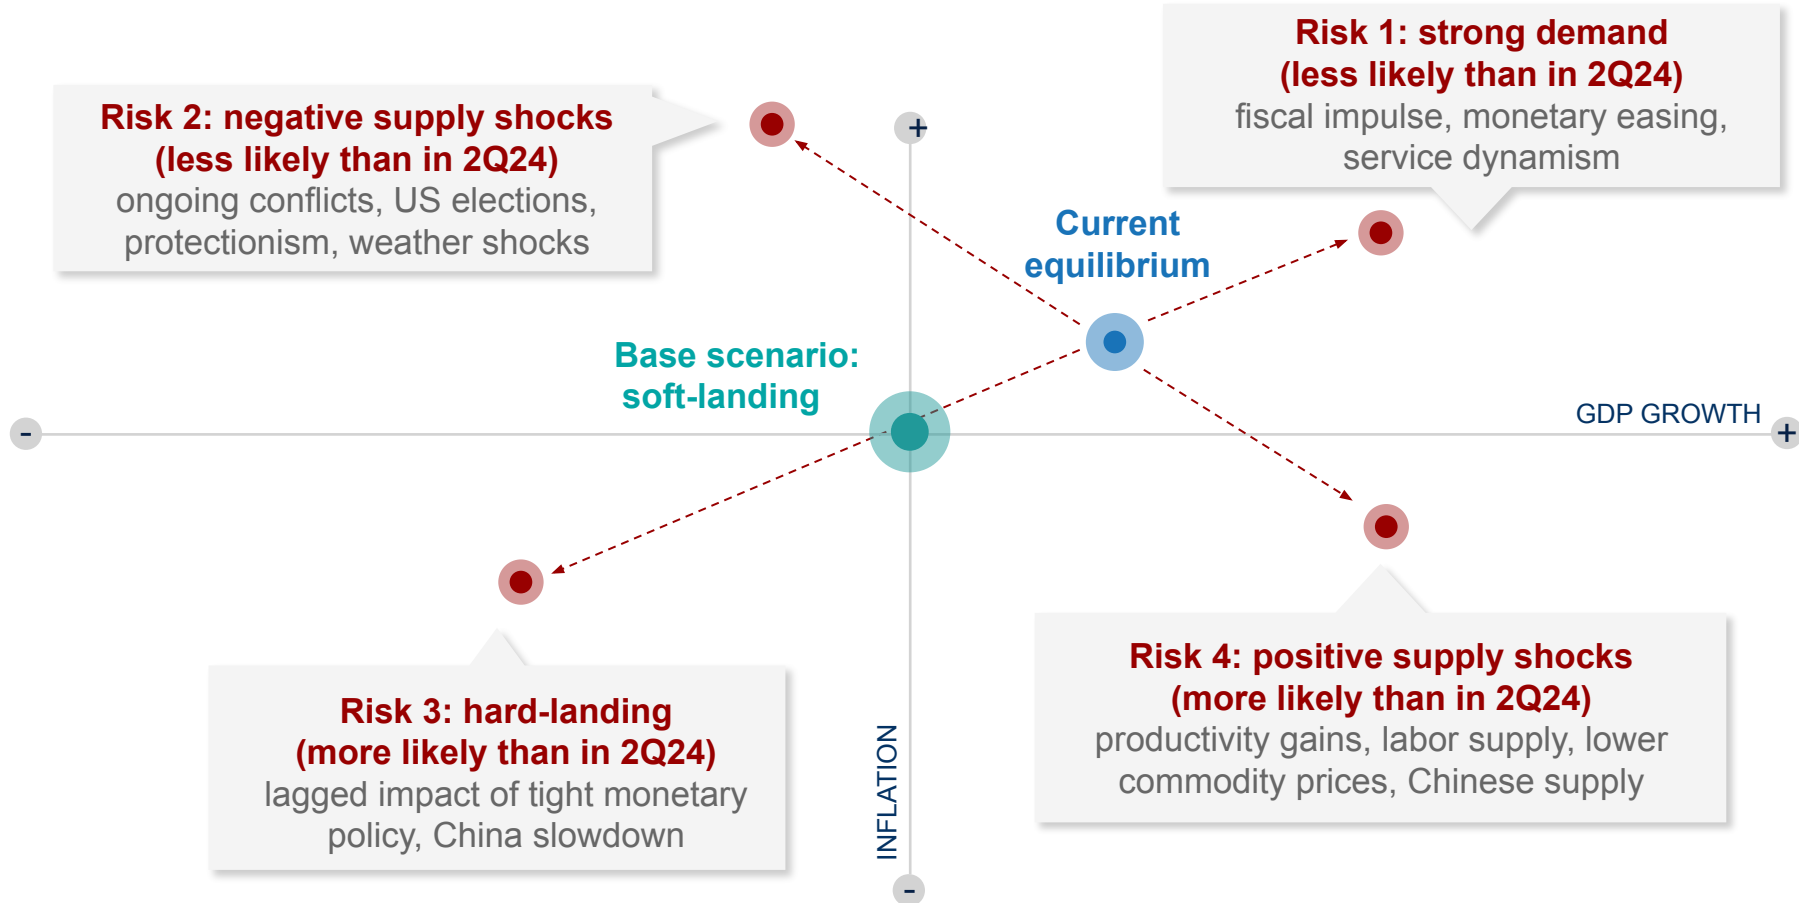 Risk 1: strong demand
(less likely than in 2Q24)
fiscal impulse, monetary easing,
service dynamism
Risk 2: negative supply shocks
(less likely than in 2Q24)
ongoing conflicts, US elections,
protectionism, weather shocks
+
Current
equilibrium
Base scenario:
soft-landing
-
GDP GROWTH
+
Risk 3: hard-landing
(more likely than in 2Q24)
lagged impact of tight monetary
policy, China slowdown
INFLATION
-
Risk 4: positive supply shocks
(more likely than in 2Q24)
productivity gains, labor supply, lower
commodity prices, Chinese supply